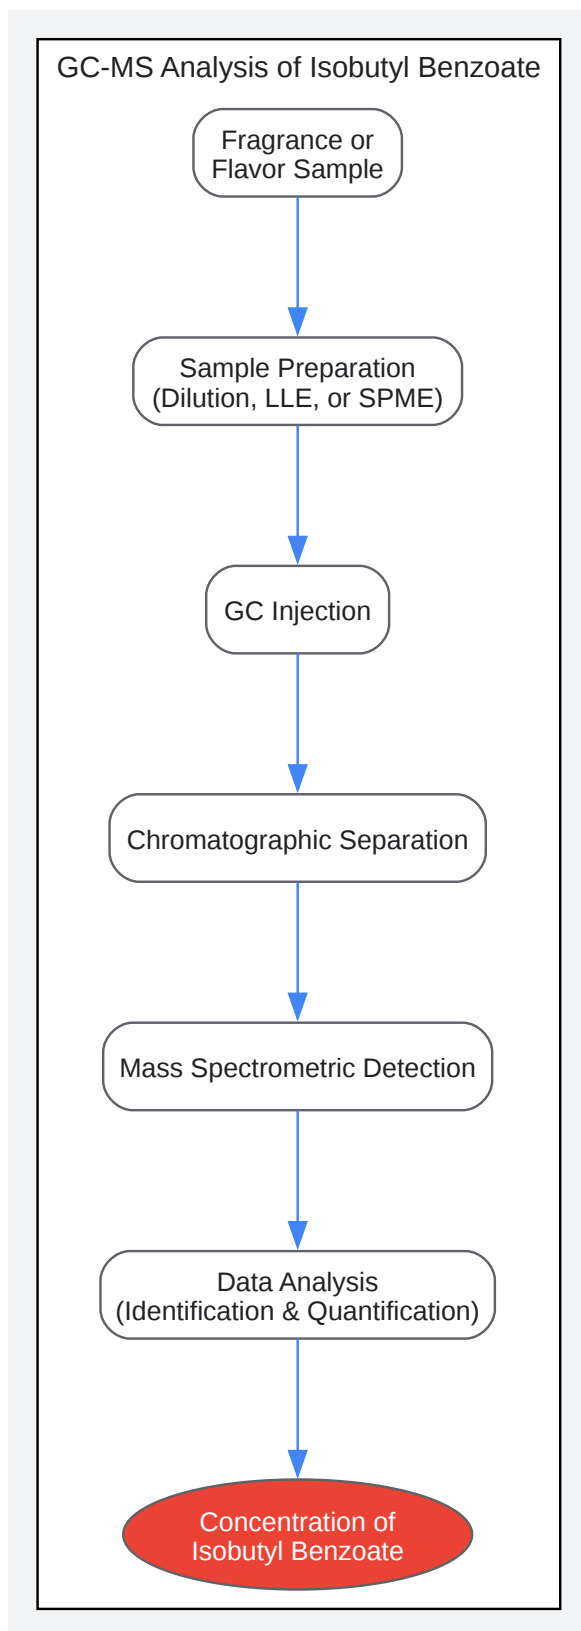 GC-MS Analysis of Isobutyl Benzoate
Fragrance or
Flavor Sample
Sample Preparation
(Dilution, LLE, or SPME)
GC Injection
Chromatographic Separation
Mass Spectrometric Detection
Data Analysis
(Identification & Quantification)
Concentration of
Isobutyl Benzoate